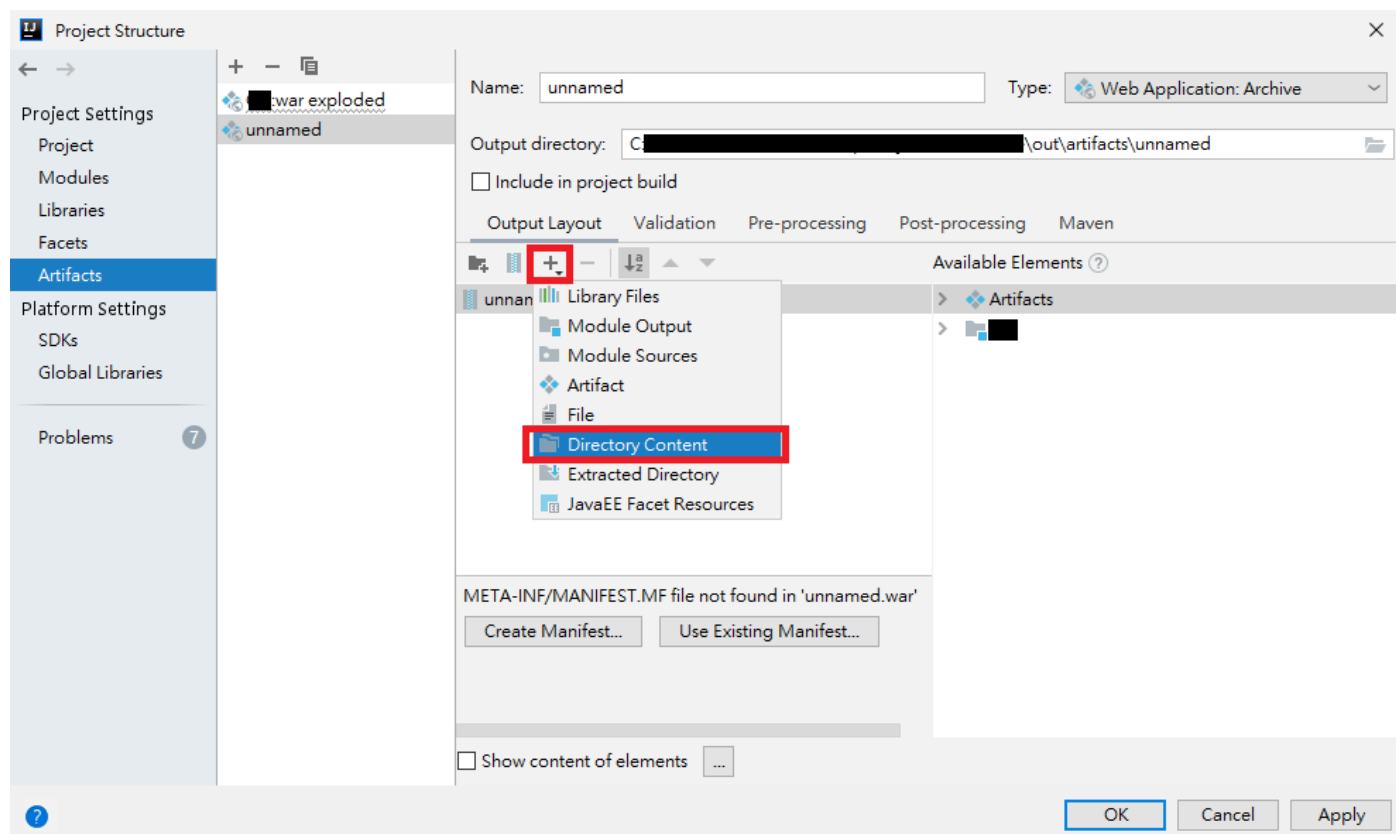 IJ Project Structure
Project Settings
Project
Modules
Libraries
Facets
Artifacts
Platform Settings
SDKs
Global Libraries
Problems 7
:war exploded
unnamed
Name: unnamed Type: Web Application: Archive
Output directory: C: \out\artifacts\unnamed
Include in project build
Output Layout Validation Pre-processing Post-processing Maven
Available Elements ?
unnan
Library Files
Module Output
Module Sources
Artifact
File
Directory Content
Extracted Directory
JavaEE Facet Resources
Artifacts
META-INF/MANIFEST.MF file not found in 'unnamed.war'
Create Manifest... Use Existing Manifest...
Show content of elements ...
? OK Cancel Apply